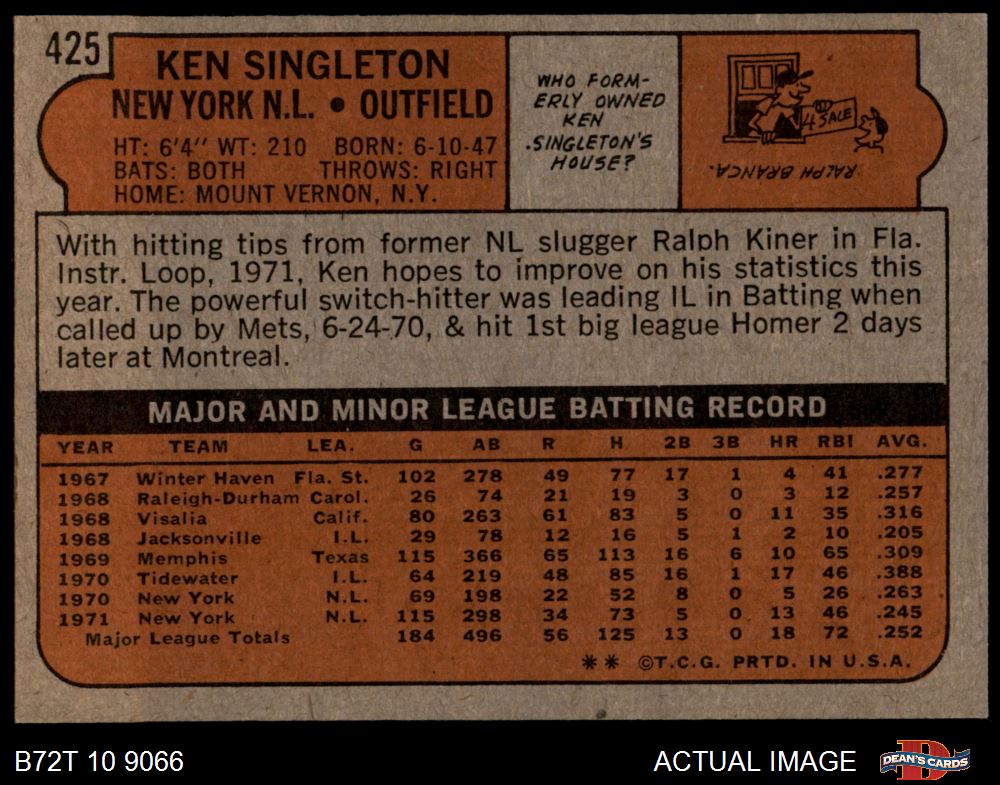 425
KEN SINGLETON
NEW YORK N.L. • OUTFIELD
HT: 6'4" WT: 210 BORN: 6-10-47
BATS: BOTH THROWS: RIGHT
HOME: MOUNT VERNON, N.Y.
WHO FORM-
ERLY OWNED
KEN
SINGLETON'S
HOUSE?
4 SALE
RALPH BRANCA.
With hitting tips from former NL slugger Ralph Kiner in Fla.
Instr. Loop, 1971, Ken hopes to improve on his statistics this
year. The powerful switch-hitter was leading IL in Batting when
called up by Mets, 6-24-70, & hit 1st big league Homer 2 days
later at Montreal.
MAJOR AND MINOR LEAGUE BATTING RECORD
YEAR TEAM LEA. G AB R H 2B 3B HR RBI AVG.
1967 Winter Haven Fla. St. 102 278 49 77 17 1 4 41 .277
1968 Raleigh-Durham Carol. 26 74 21 19 3 0 3 12 .257
1968 Visalia Calif. 80 263 61 83 5 0 11 35 .316
1968 Jacksonville I.L. 29 78 12 16 5 1 2 10 .205
1969 Memphis Texas 115 366 65 113 16 6 10 65 .309
1970 Tidewater I.L. 64 219 48 85 16 1 17 46 .388
1970 New York N.L. 69 198 22 52 8 0 5 26 .263
1971 New York N.L. 115 298 34 73 5 0 13 46 .245
Major League Totals 184 496 56 125 13 0 18 72 .252
** ©T.C.G. PRTD. IN U.S.A.
B72T 10 9066
ACTUAL IMAGE
D
DEAN'S CARDS